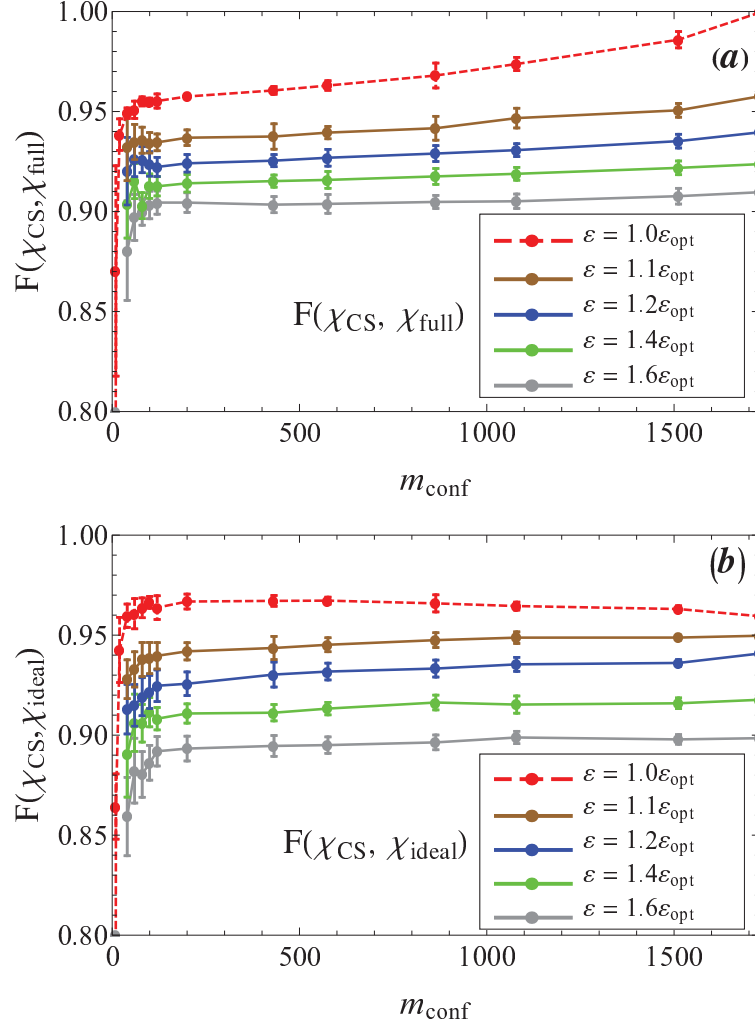 1.00
(a)
0.95
F(χCS,χfull)
0.90
ε = 1.0εopt
ε = 1.1εopt
0.85
F(χCS, χfull)
ε = 1.2εopt
ε = 1.4εopt
ε = 1.6εopt
0.80
0 500 1000 1500
mconf
1.00
(b)
0.95
F(χCS,χideal)
0.90
ε = 1.0εopt
ε = 1.1εopt
0.85
F(χCS, χideal)
ε = 1.2εopt
ε = 1.4εopt
ε = 1.6εopt
0.80
0 500 1000 1500
mconf